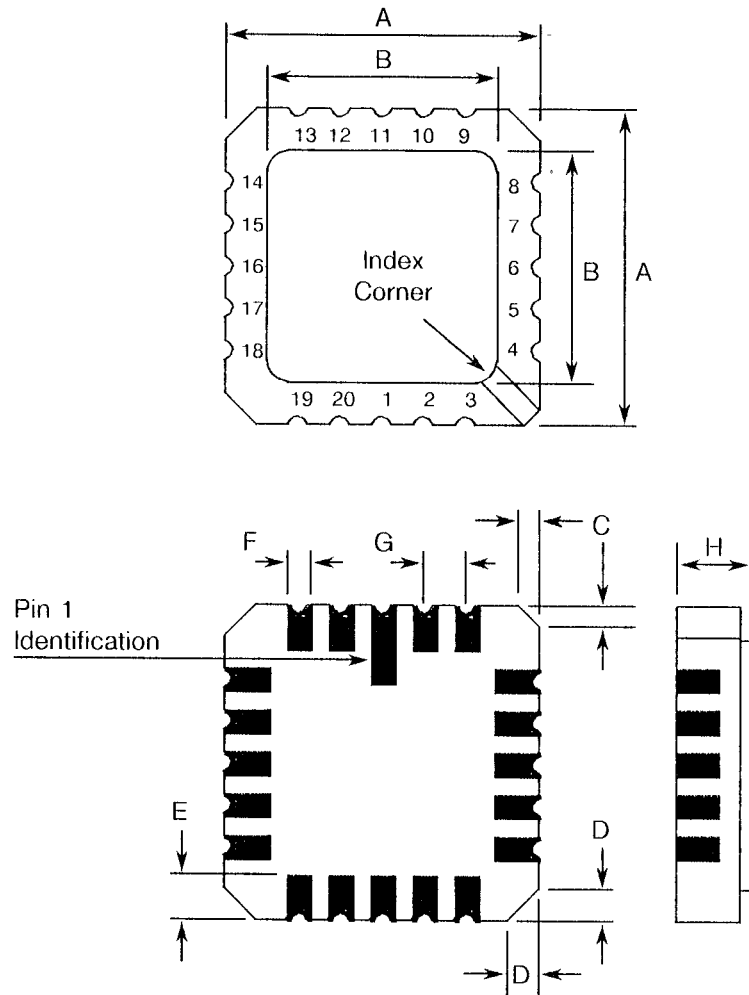 A
B
13 12 11 10 9
14 8
15 7
16 6
17 5
18 4
Index
Corner
B A
19 20 1 2 3
F G C H
Pin 1
Identification
E D
D